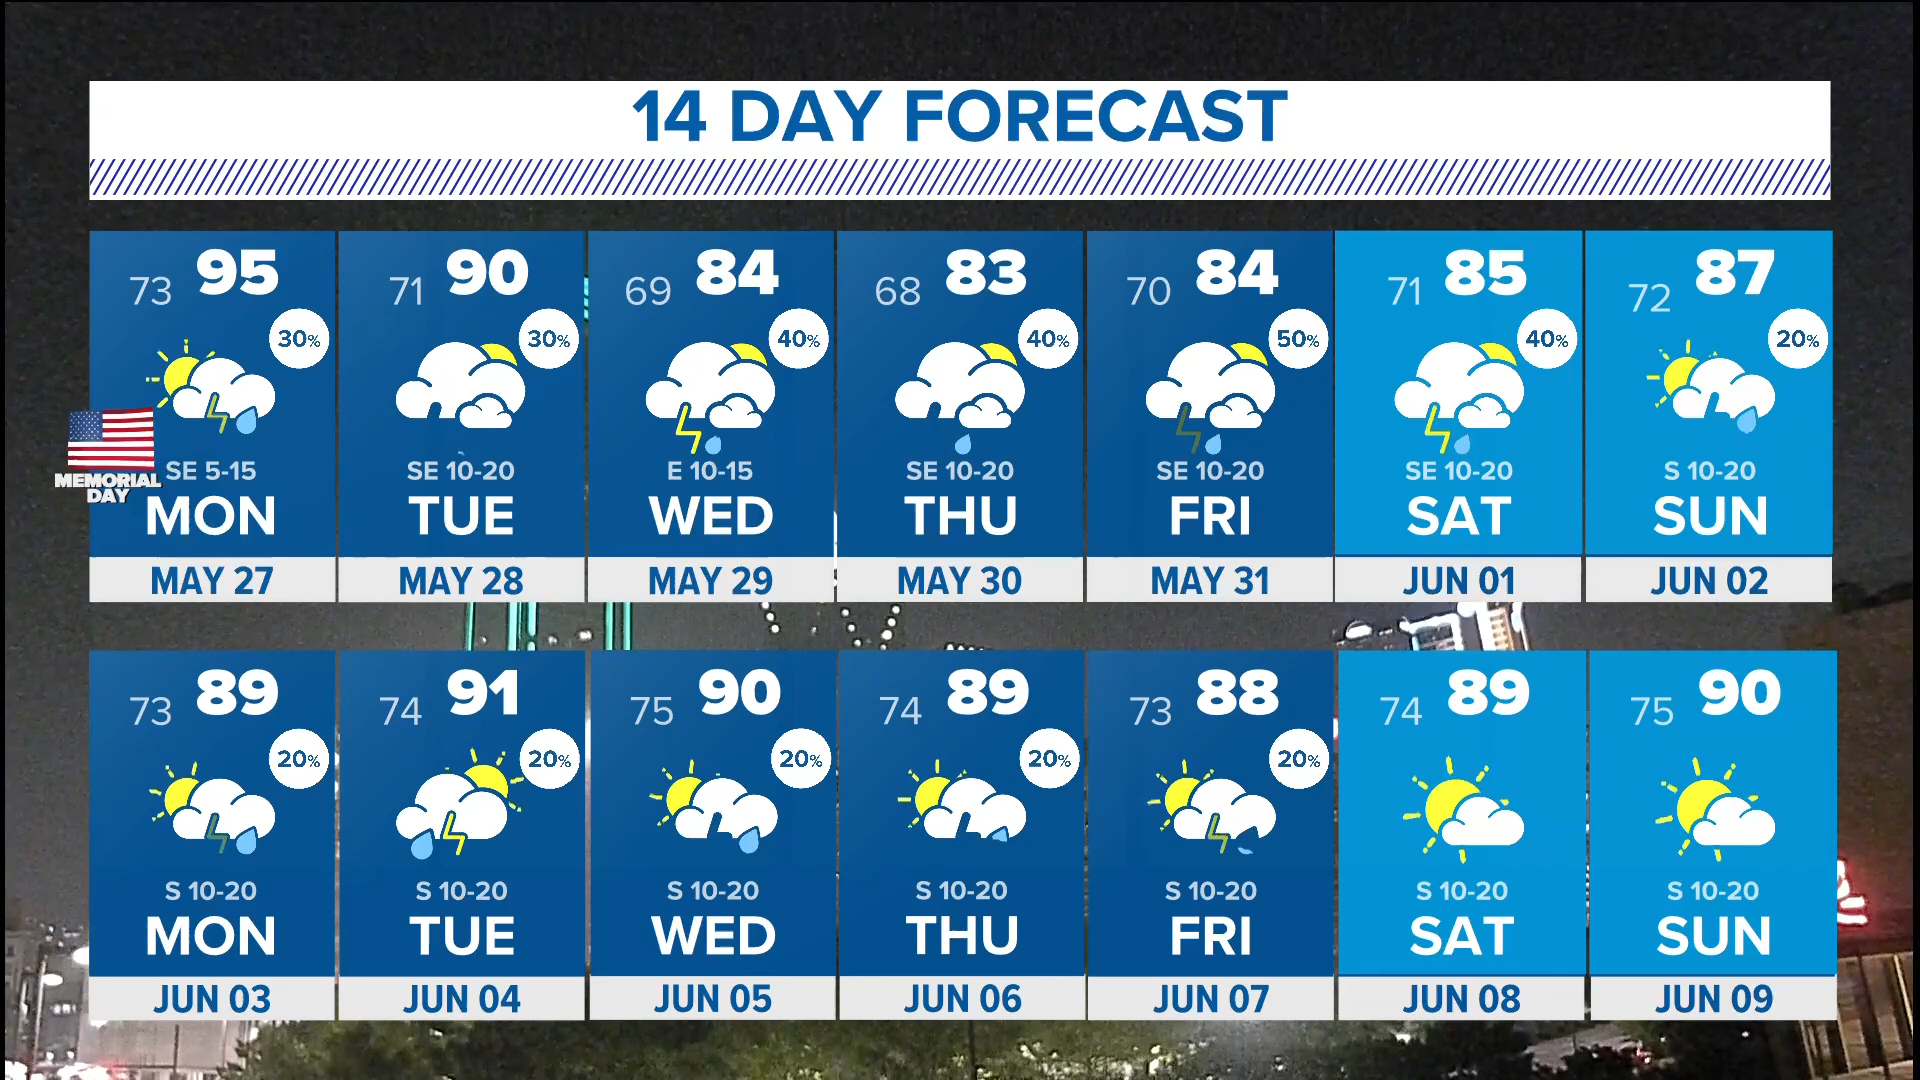 14 DAY FORECAST
73 95
30%
SE 5-15
MEMORIAL
DAY
MON
MAY 27
71 90
30%
SE 10-20
TUE
MAY 28
69 84
40%
E 10-15
WED
MAY 29
68 83
40%
SE 10-20
THU
MAY 30
70 84
50%
SE 10-20
FRI
MAY 31
71 85
40%
SE 10-20
SAT
JUN 01
72 87
20%
S 10-20
SUN
JUN 02
73 89
20%
S 10-20
MON
JUN 03
74 91
20%
S 10-20
TUE
JUN 04
75 90
20%
S 10-20
WED
JUN 05
74 89
20%
S 10-20
THU
JUN 06
73 88
20%
S 10-20
FRI
JUN 07
74 89
S 10-20
SAT
JUN 08
75 90
S 10-20
SUN
JUN 09